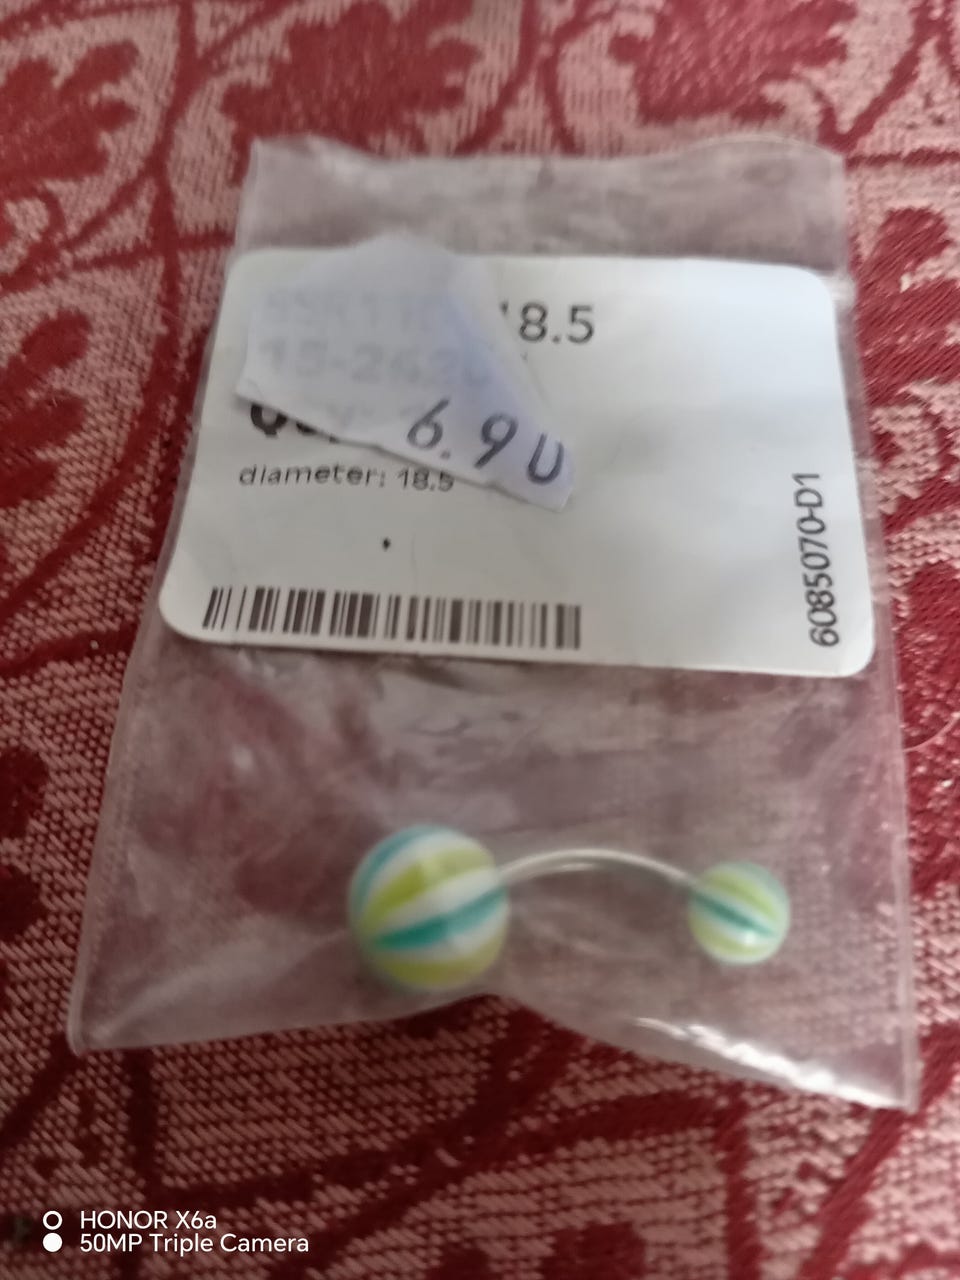 18.5
6.90
diameter: 18.5
6085070-D1
HONOR X6a
50MP Triple Camera